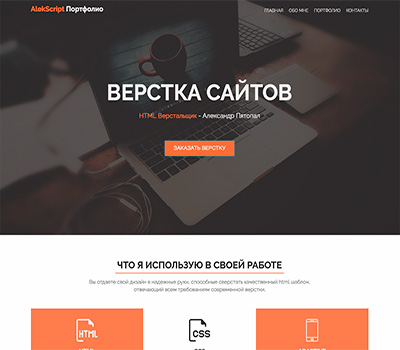 AlekScript Портфолио
ГЛАВНАЯ ОБО МНЕ ПОРТФОЛИО КОНТАКТЫ
ВЕРСТКА САЙТОВ
HTML Верстальщик - Александр Пятопал
ЗАКАЗАТЬ ВЕРСТКУ
ЧТО Я ИСПОЛЬЗУЮ В СВОЕЙ РАБОТЕ
Вы отдаете свой дизайн в надежные руки, способные сверстать качественный html шаблон,
отвечающий всем требованиям современной верстки.
HTML
CSS